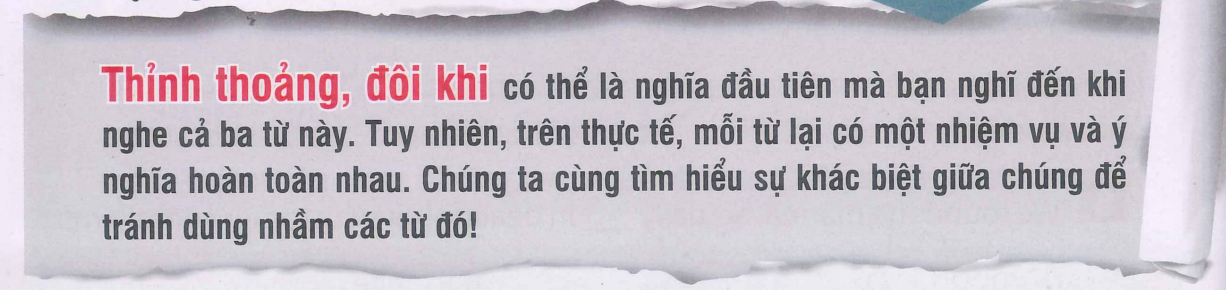 Thỉnh thoảng, đôi khi có thể là nghĩa đầu tiên mà bạn nghĩ đến khi
nghe cả ba từ này. Tuy nhiên, trên thực tế, mỗi từ lại có một nhiệm vụ và ý
nghĩa hoàn toàn nhau. Chúng ta cùng tìm hiểu sự khác biệt giữa chúng để
tránh dùng nhầm các từ đó!